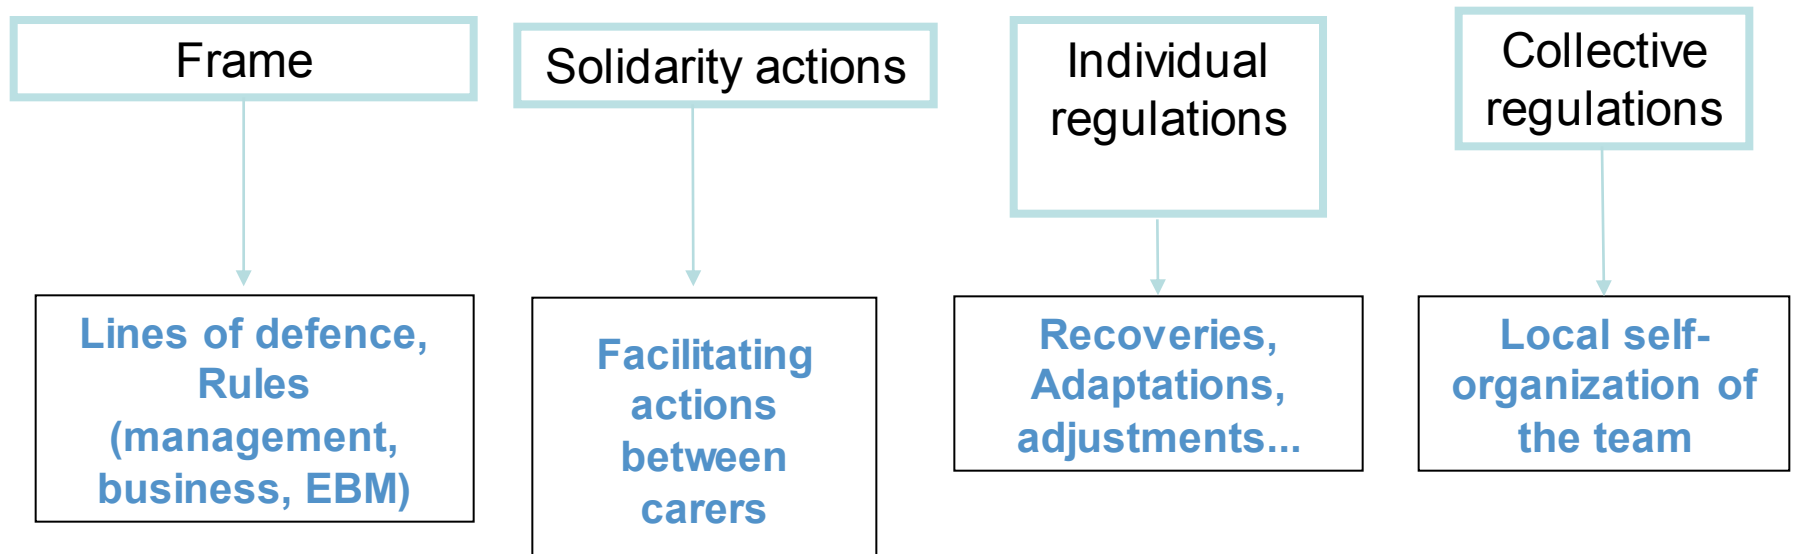 Frame
Solidarity actions
Individual
regulations
Collective
regulations
Lines of defence,
Rules
(management,
business, EBM)
Facilitating
actions
between
carers
Recoveries,
Adaptations,
adjustments...
Local self-
organization of
the team